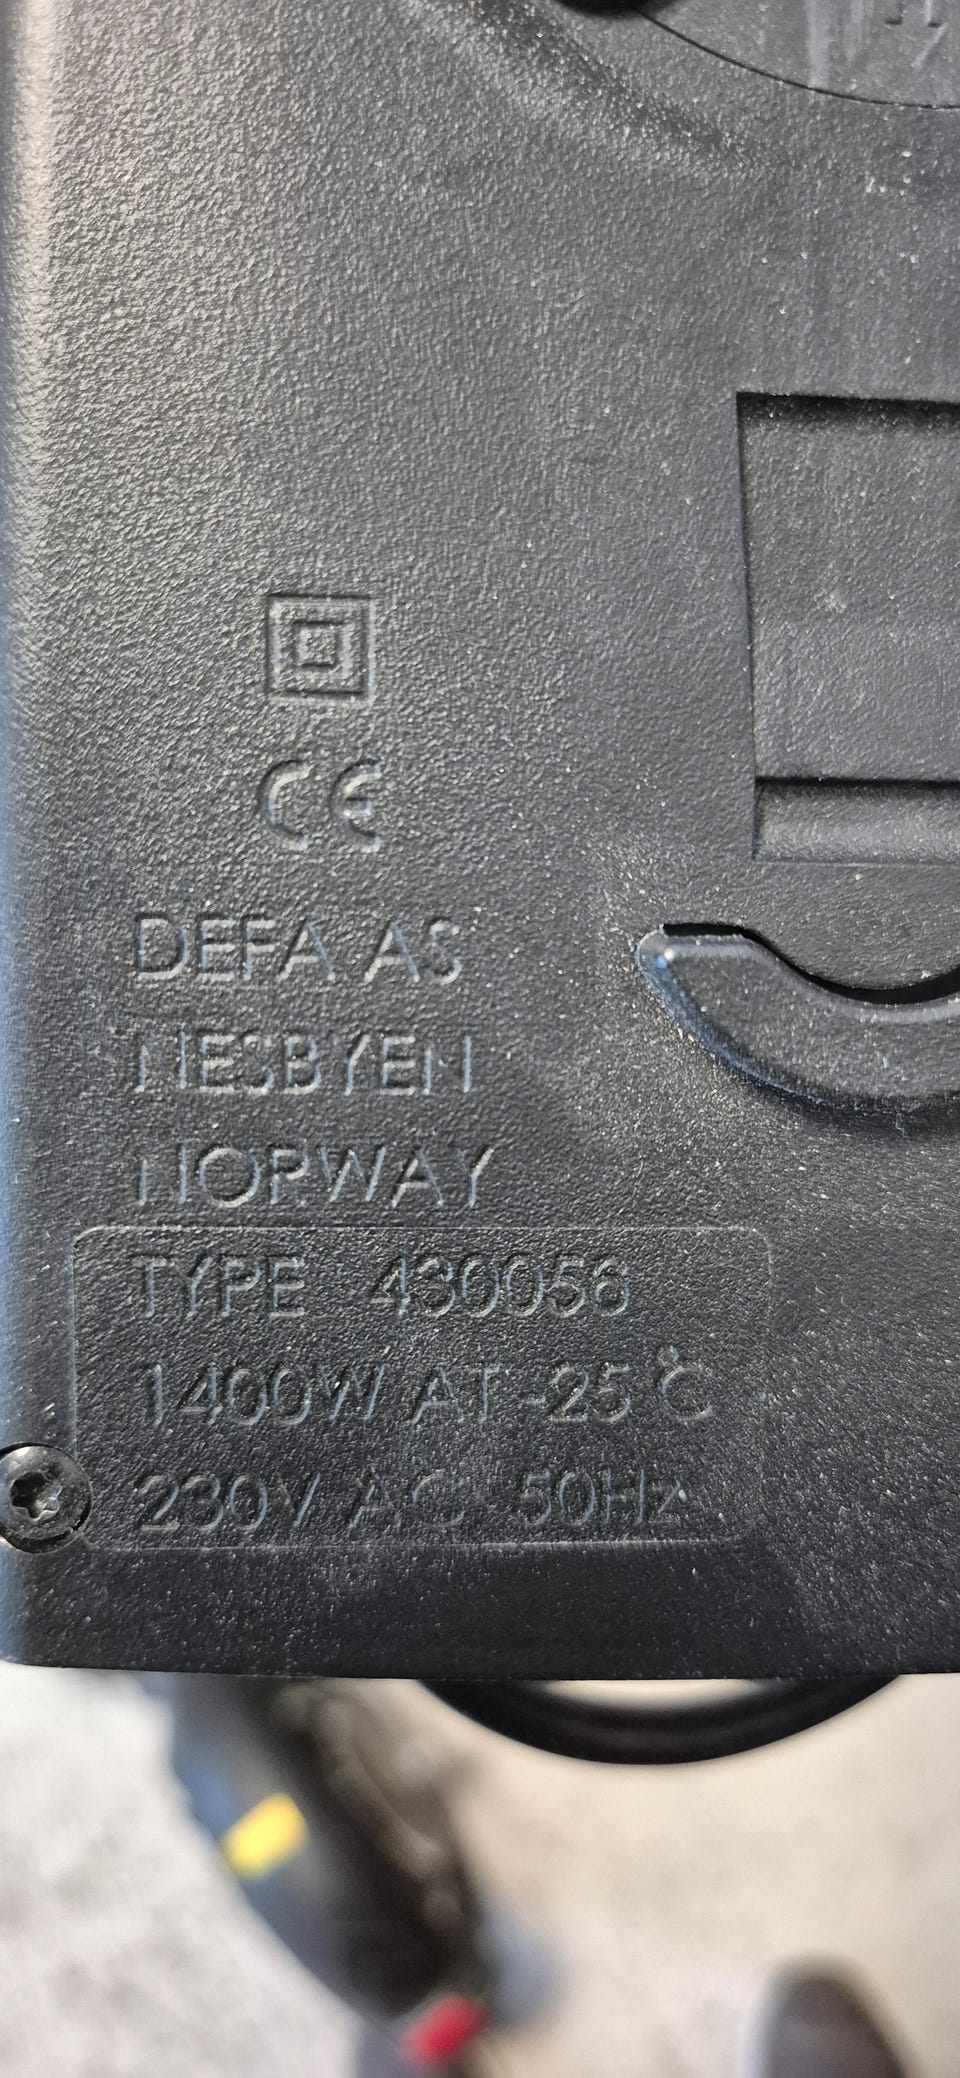 CE
DEFA AS
NESBYEN
NORWAY
TYPE 430056
1400W AT -25°C
230V AC 50Hz